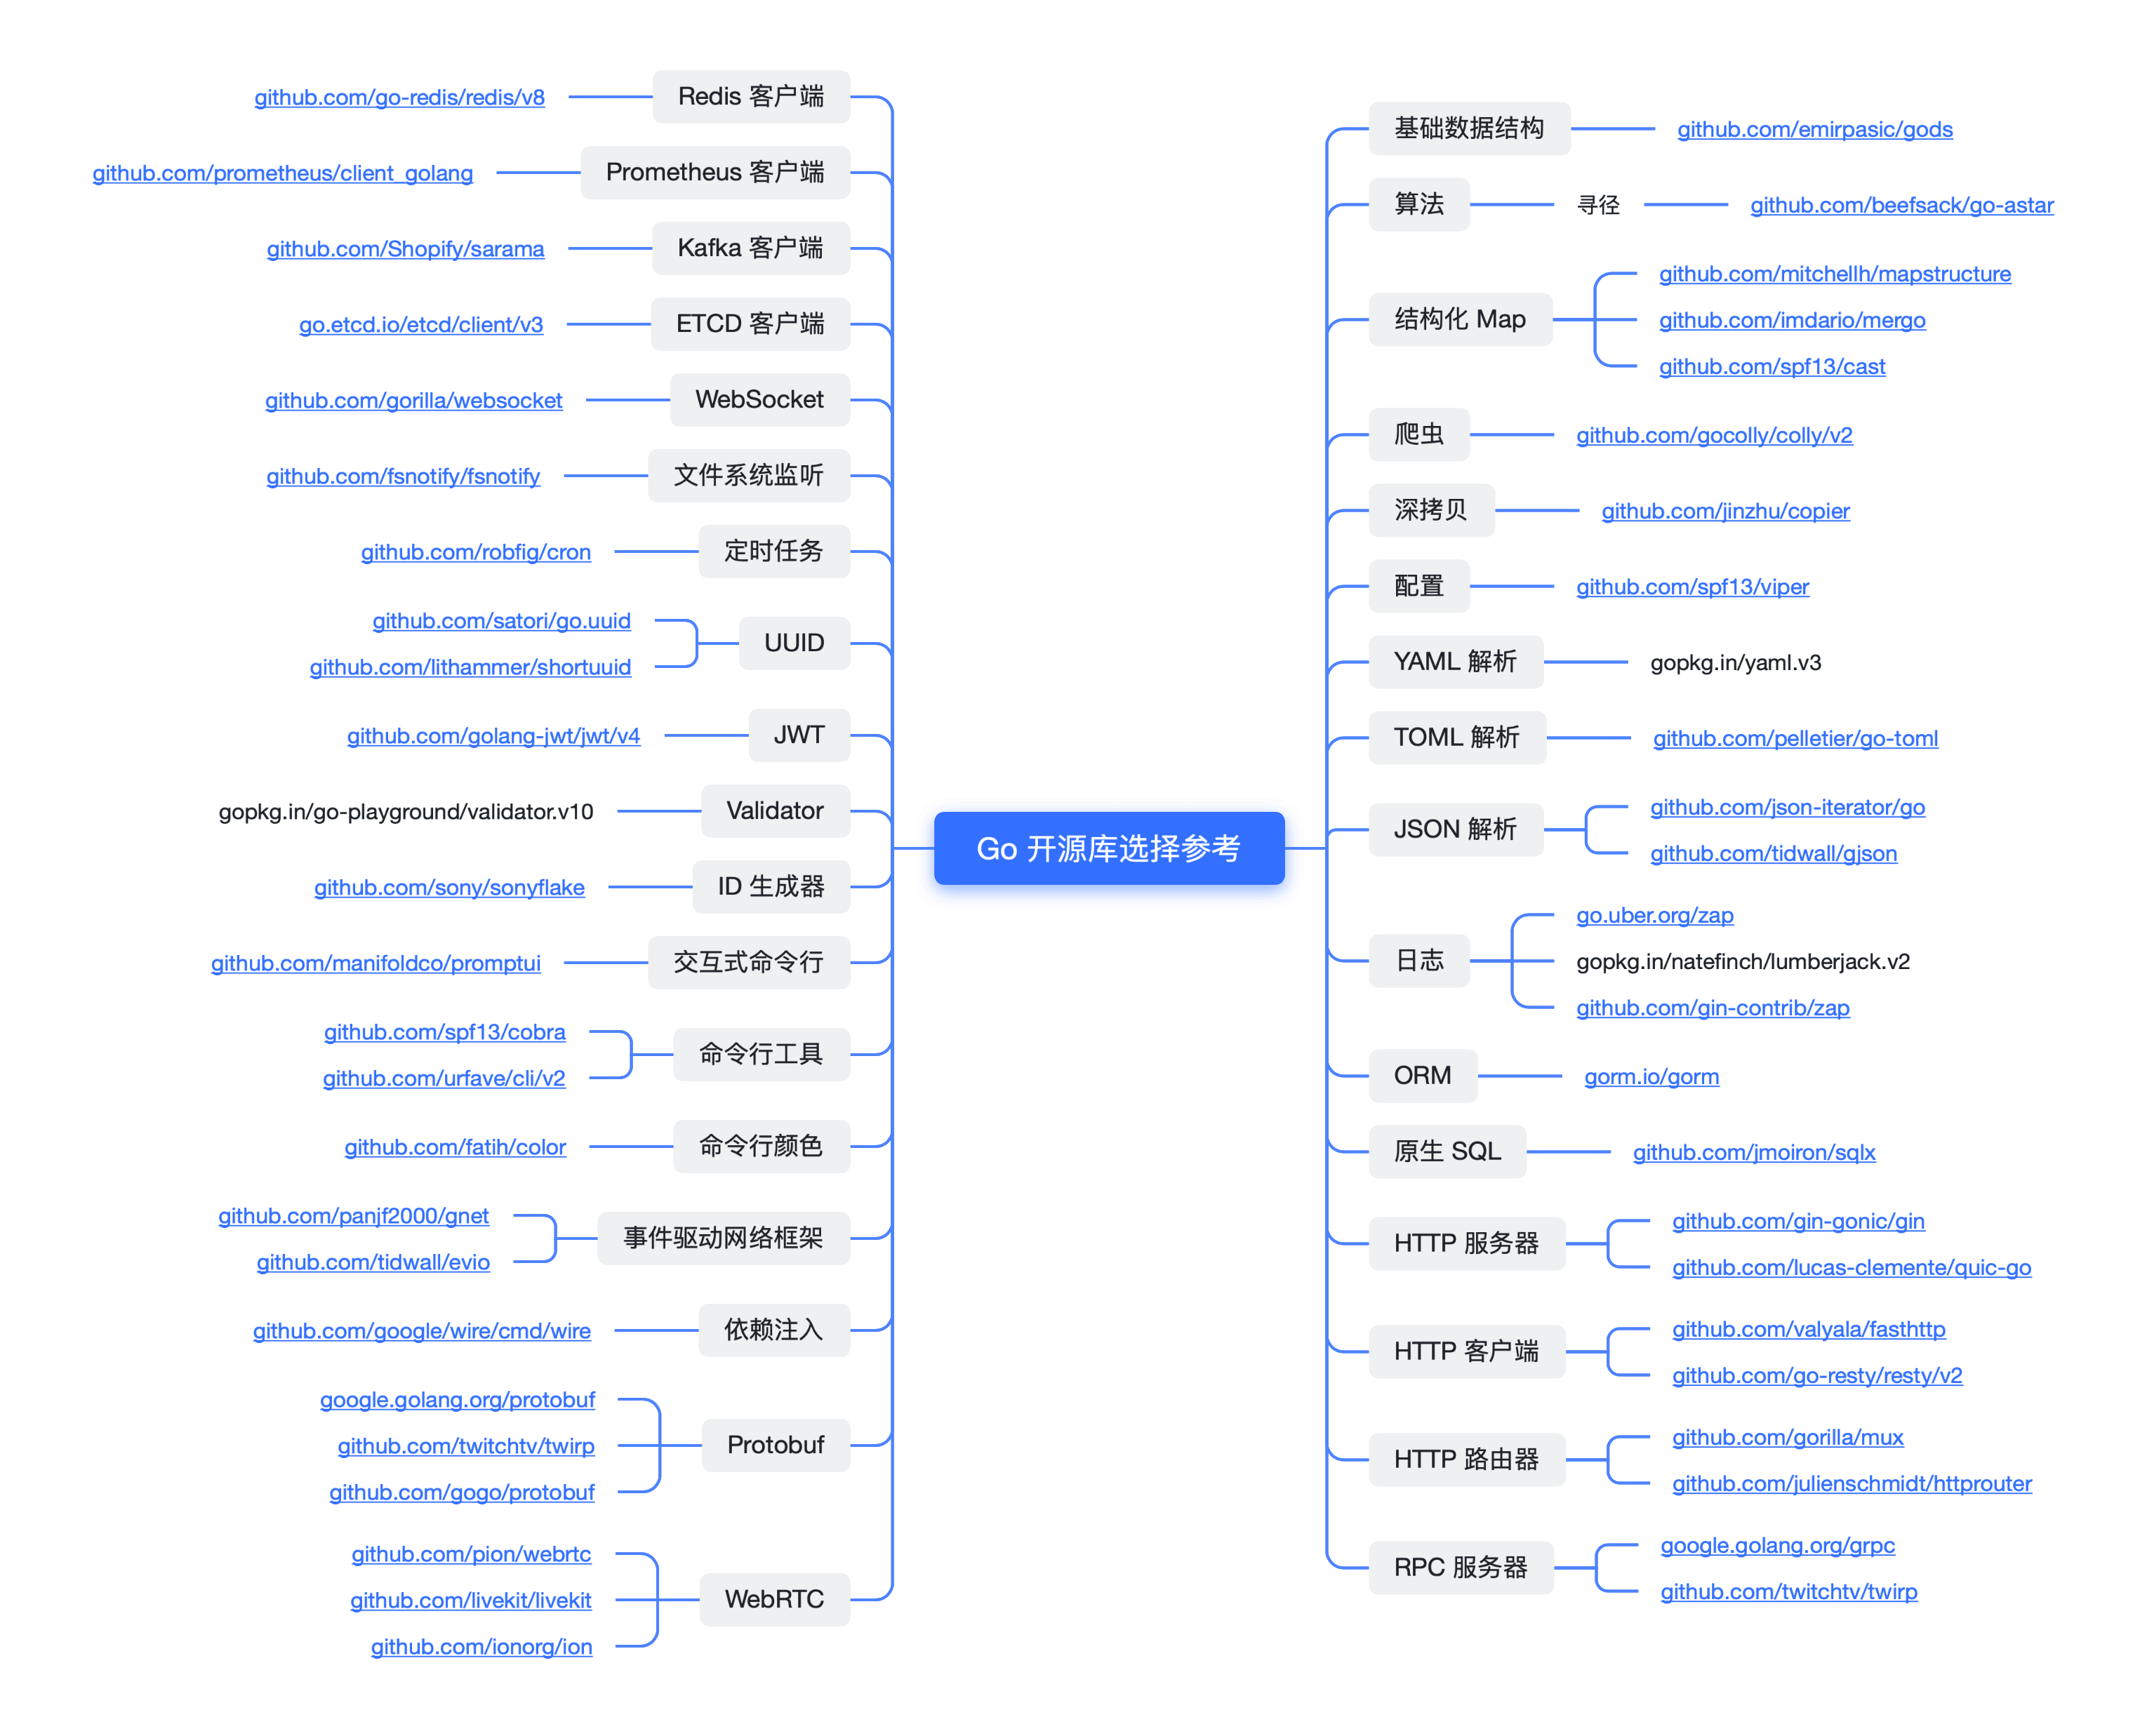 Go 开源库选择参考
Redis 客户端
github.com/go-redis/redis/v8
Prometheus 客户端
github.com/prometheus/client_golang
Kafka 客户端
github.com/Shopify/sarama
ETCD 客户端
go.etcd.io/etcd/client/v3
WebSocket
github.com/gorilla/websocket
文件系统监听
github.com/fsnotify/fsnotify
定时任务
github.com/robfig/cron
UUID
github.com/satori/go.uuid
github.com/lithammer/shortuuid
JWT
github.com/golang-jwt/jwt/v4
Validator
gopkg.in/go-playground/validator.v10
ID 生成器
github.com/sony/sonyflake
交互式命令行
github.com/manifoldco/promptui
命令行工具
github.com/spf13/cobra
github.com/urfave/cli/v2
命令行颜色
github.com/fatih/color
事件驱动网络框架
github.com/panjf2000/gnet
github.com/tidwall/evio
依赖注入
github.com/google/wire/cmd/wire
Protobuf
google.golang.org/protobuf
github.com/twitchtv/twirp
github.com/gogo/protobuf
WebRTC
github.com/pion/webrtc
github.com/livekit/livekit
github.com/ionorg/ion
基础数据结构
github.com/emirpasic/gods
算法
寻径
github.com/beefsack/go-astar
结构化 Map
github.com/mitchellh/mapstructure
github.com/imdario/mergo
github.com/spf13/cast
爬虫
github.com/gocolly/colly/v2
深拷贝
github.com/jinzhu/copier
配置
github.com/spf13/viper
YAML 解析
gopkg.in/yaml.v3
TOML 解析
github.com/pelletier/go-toml
JSON 解析
github.com/json-iterator/go
github.com/tidwall/gjson
日志
go.uber.org/zap
gopkg.in/natefinch/lumberjack.v2
github.com/gin-contrib/zap
ORM
gorm.io/gorm
原生 SQL
github.com/jmoiron/sqlx
HTTP 服务器
github.com/gin-gonic/gin
github.com/lucas-clemente/quic-go
HTTP 客户端
github.com/valyala/fasthttp
github.com/go-resty/resty/v2
HTTP 路由器
github.com/gorilla/mux
github.com/julienschmidt/httprouter
RPC 服务器
google.golang.org/grpc
github.com/twitchtv/twirp